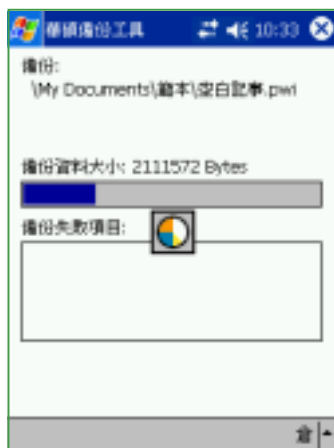 華碩備份工具 10:33
備份:
\My Documents\範本\空白記事.pwi
備份資料大小: 2111572 Bytes
備份失敗項目:
倉